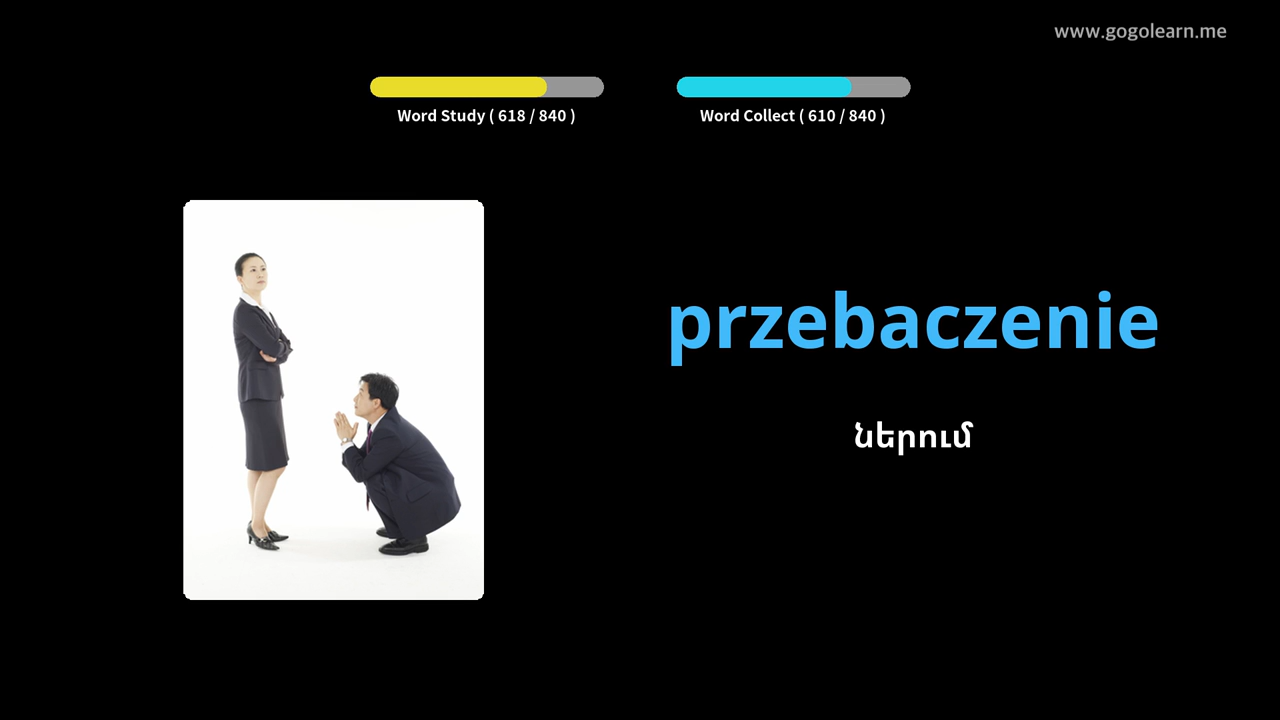 www.gogolearn.me
Word Study ( 618 / 840 )
Word Collect ( 610 / 840 )
przebaczenie
ներում